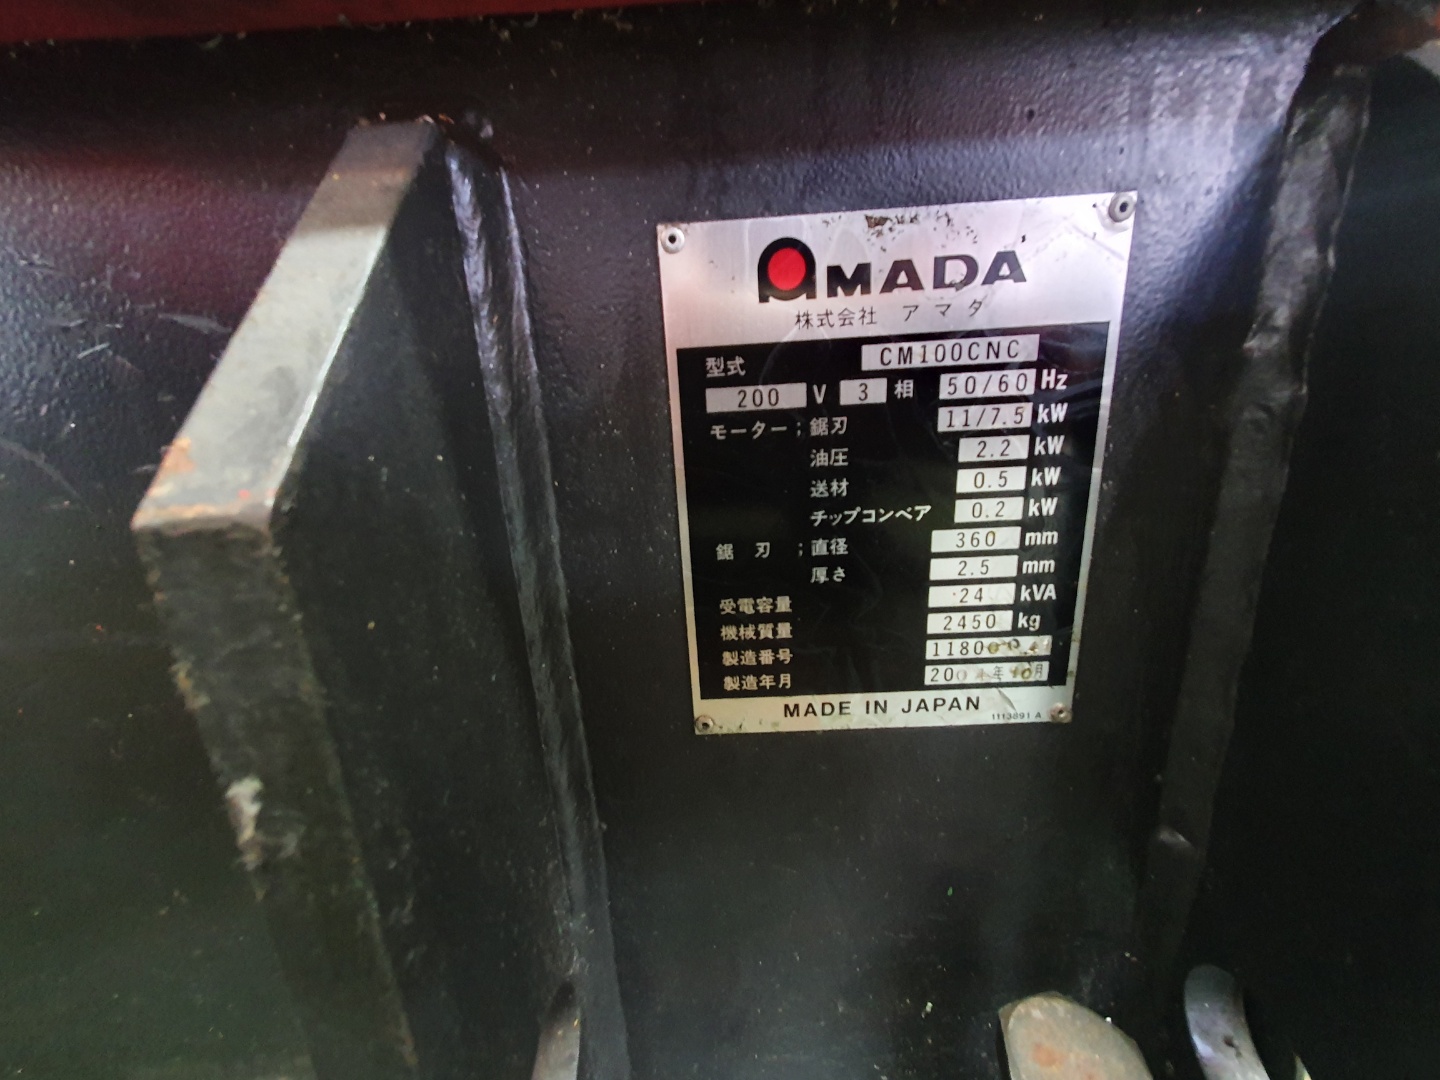 AMADA
株式会社 アマダ
型式 CM100CNC
200 V 3 相 50/60 Hz
モーター; 鋸刃 11/7.5 kW
油圧 2.2 kW
送材 0.5 kW
チップコンベア 0.2 kW
鋸刃; 直径 360 mm
厚さ 2.5 mm
受電容量 24 kVA
機械質量 2450 kg
製造番号
製造年月 年 月
MADE IN JAPAN
1113891 A